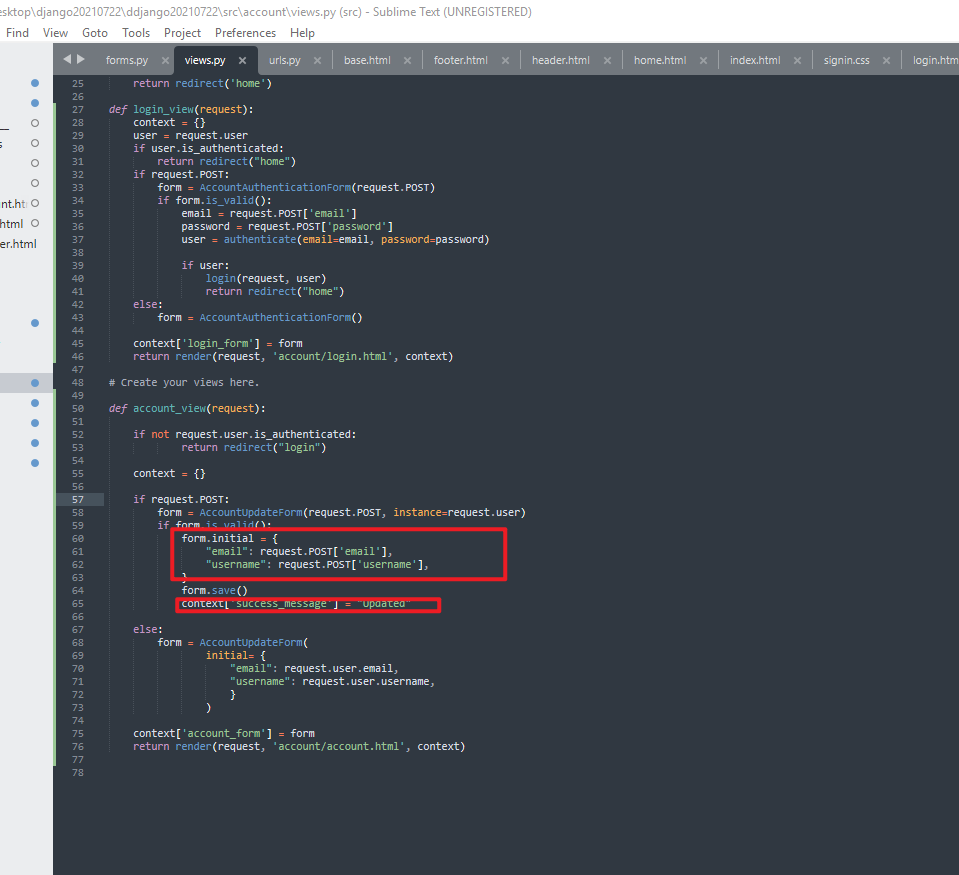 esktop\django20210722\ddjango20210722\src\account\views.py (src) - Sublime Text (UNREGISTERED)
Find View Goto Tools Project Preferences Help
forms.py × views.py × urls.py × base.html × footer.html × header.html × home.html × index.html × signin.css × login.htm
25 return redirect('home')
26
27 def login_view(request):
28 context = {}
29 user = request.user
30 if user.is_authenticated:
31 return redirect("home")
32 if request.POST:
33 form = AccountAuthenticationForm(request.POST)
34 if form.is_valid():
35 email = request.POST['email']
36 password = request.POST['password']
37 user = authenticate(email=email, password=password)
38
39 if user:
40 login(request, user)
41 return redirect("home")
42 else:
43 form = AccountAuthenticationForm()
44
45 context['login_form'] = form
46 return render(request, 'account/login.html', context)
47
48 # Create your views here.
49
50 def account_view(request):
51
52 if not request.user.is_authenticated:
53 return redirect("login")
54
55 context = {}
56
57 if request.POST:
58 form = AccountUpdateForm(request.POST, instance=request.user)
59 if form.is_valid():
60 form.initial = {
61 "email": request.POST['email'],
62 "username": request.POST['username'],
63 }
64 form.save()
65 context['success_message'] = "Updated"
66
67 else:
68 form = AccountUpdateForm(
69 initial= {
70 "email": request.user.email,
71 "username": request.user.username,
72 }
73 )
74
75 context['account_form'] = form
76 return render(request, 'account/account.html', context)
77
78
s
nt.ht
html
er.html